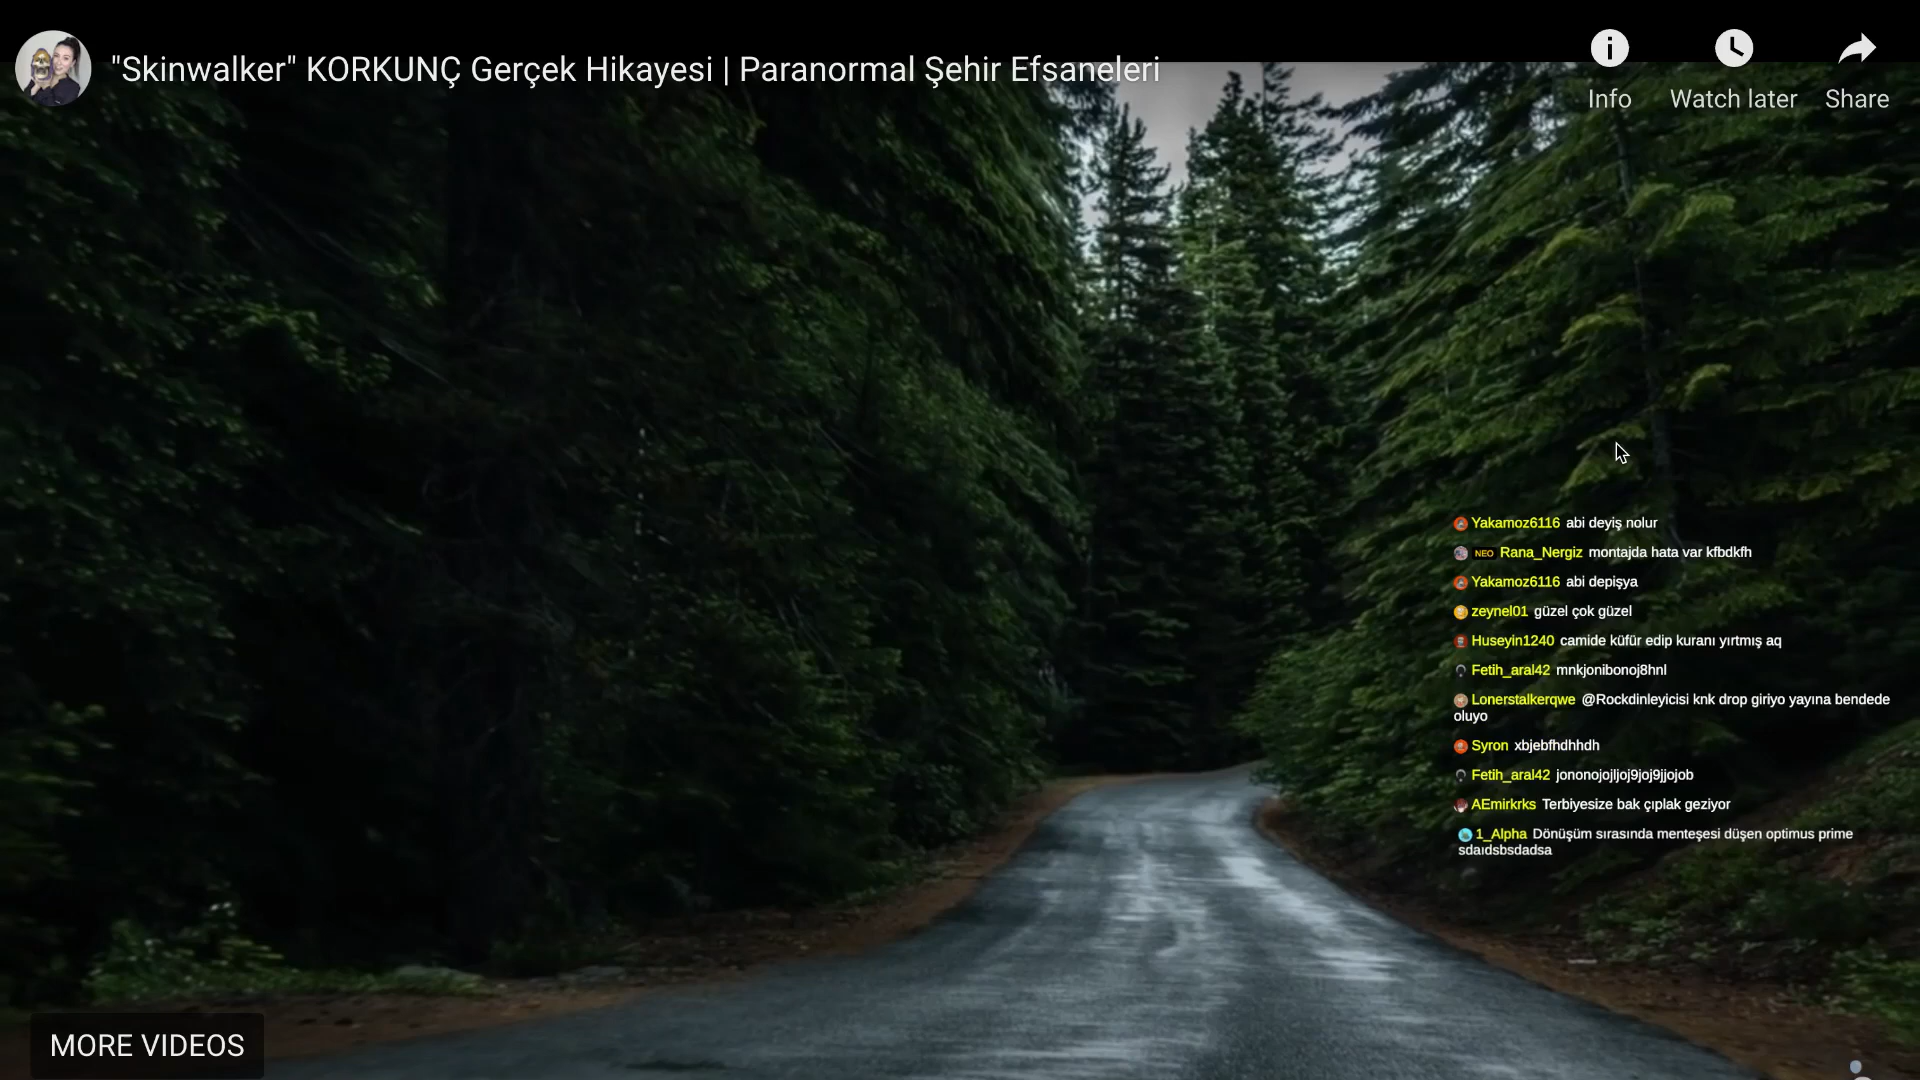 "Skinwalker" KORKUNÇ Gerçek Hikayesi | Paranormal Şehir Efsaneleri
Info
Watch later
Share
Yakamoz6116 abi deyiş nolur
NEO Rana_Nergiz montajda hata var kfbdkfh
Yakamoz6116 abi depişya
zeynel01 güzel çok güzel
Huseyin1240 camide küfür edip kuranı yırtmış aq
Fetih_aral42 mnkjonibonoj8hnl
Lonerstalkerqwe @Rockdinleyicisi knk drop giriyo yayına bendede
oluyo
Syron xbjebfhdhhdh
Fetih_aral42 jononojojljoj9joj9jjojob
AEmirkrks Terbiyesize bak çıplak geziyor
1_Alpha Dönüşüm sırasında menteşesi düşen optimus prime
sdaıdsbsdadsa
MORE VIDEOS